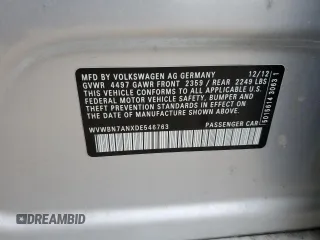 MFD BY VOLKSWAGEN AG GERMANY 12/12
GVWR 4497 GAWR FRONT 2359 / REAR 2249 LBS
THIS VEHICLE CONFORMS TO ALL APPLICABLE U.S.
FEDERAL MOTOR VEHICLE SAFETY, BUMPER AND
THEFT PREVENTION STANDARDS IN EFFECT ON THE
DATE OF MANUFACTURE SHOWN ABOVE.
WVWBN7ANXDE546763 PASSENGER CAR
DREAMBID